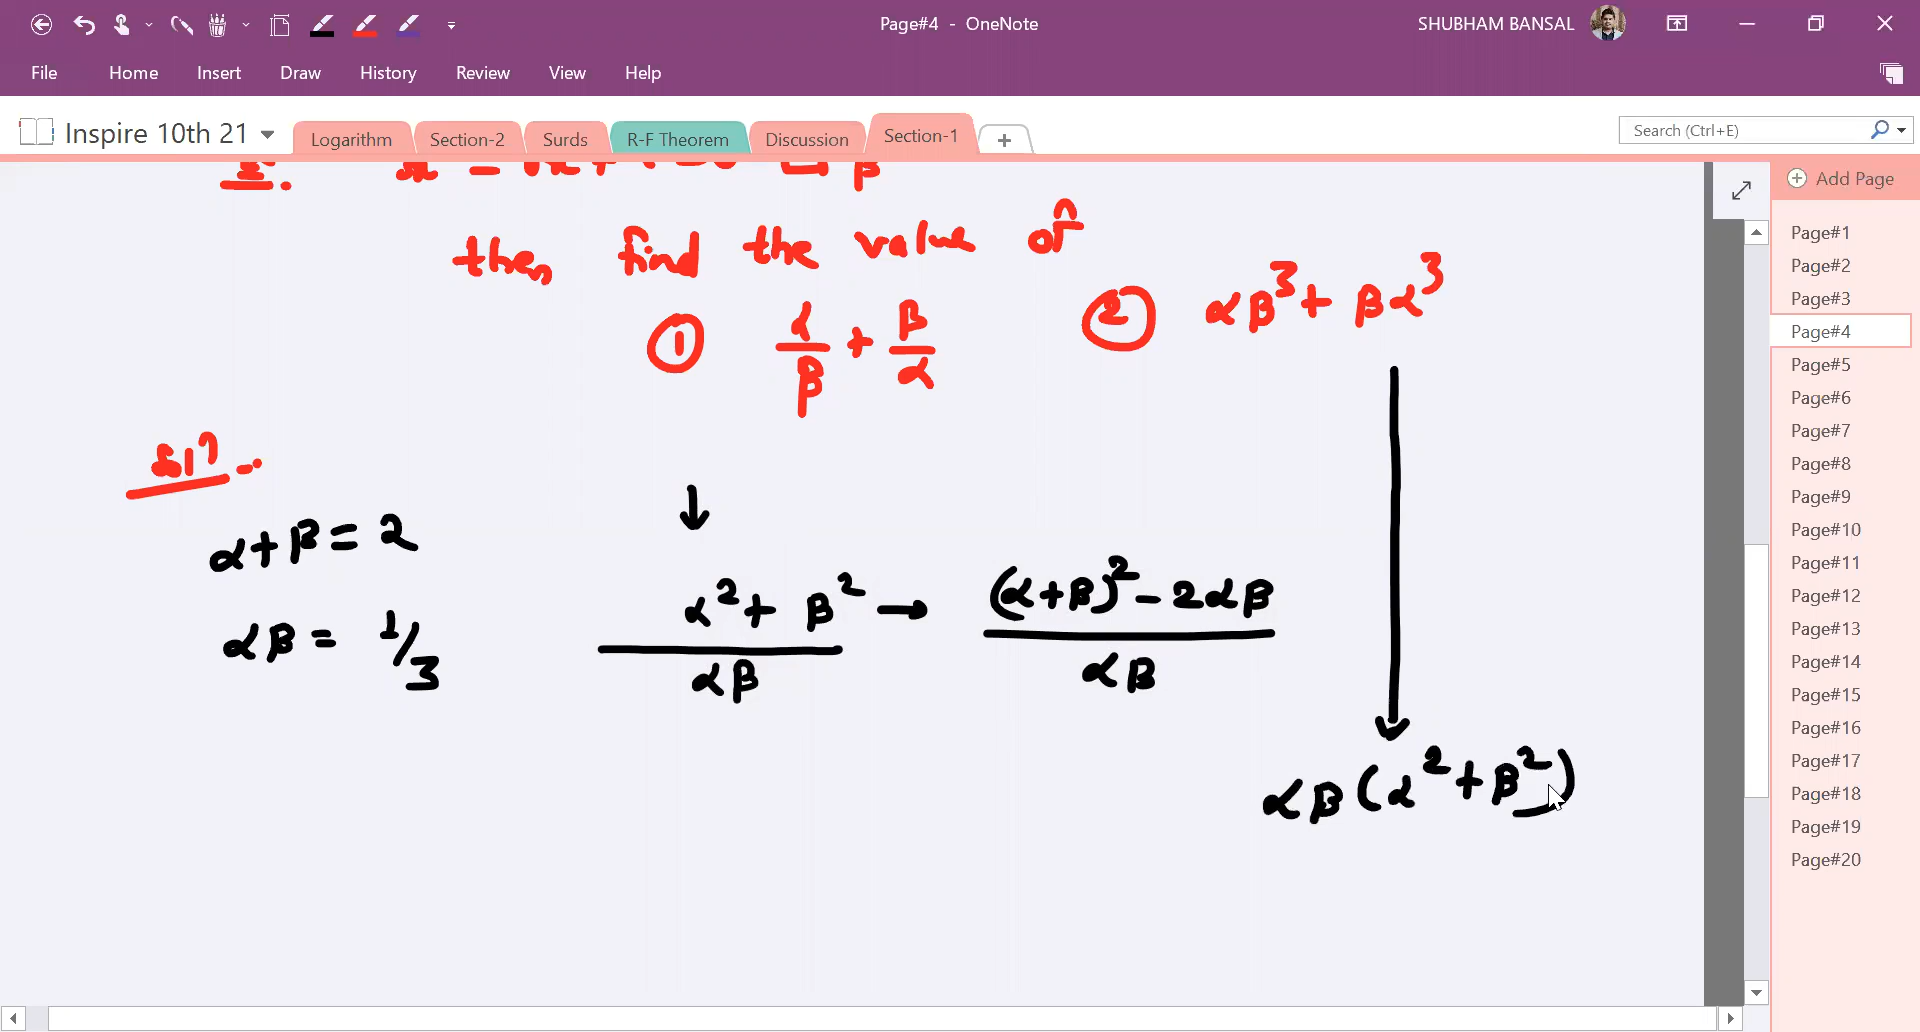 Page#4 - OneNote
SHUBHAM BANSAL
File Home Insert Draw History Review View Help
Inspire 10th 21
Logarithm Section-2 Surds R-F Theorem Discussion Section-1
Search (Ctrl+E)
Add Page
Page#1
Page#2
Page#3
Page#4
Page#5
Page#6
Page#7
Page#8
Page#9
Page#10
Page#11
Page#12
Page#13
Page#14
Page#15
Page#16
Page#17
Page#18
Page#19
Page#20
then find the value of
① α/β + β/α ② αβ³ + βα³
α+β = 2
αβ = 1/3
α² + β² → (α+β)² - 2αβ
αβ αβ
αβ(α² + β²)